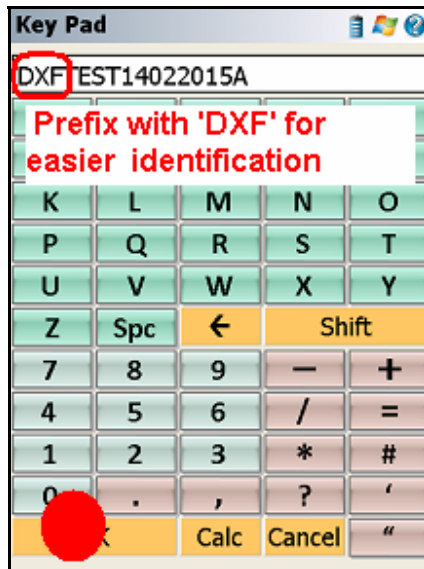 Key Pad
DXFTEST14022015A
Prefix with 'DXF' for
easier identification
K L M N O
P Q R S T
U V W X Y
Z Spc ← Shift
7 8 9 — +
4 5 6 / =
1 2 3 * #
0 . , ? ‘
Calc Cancel “